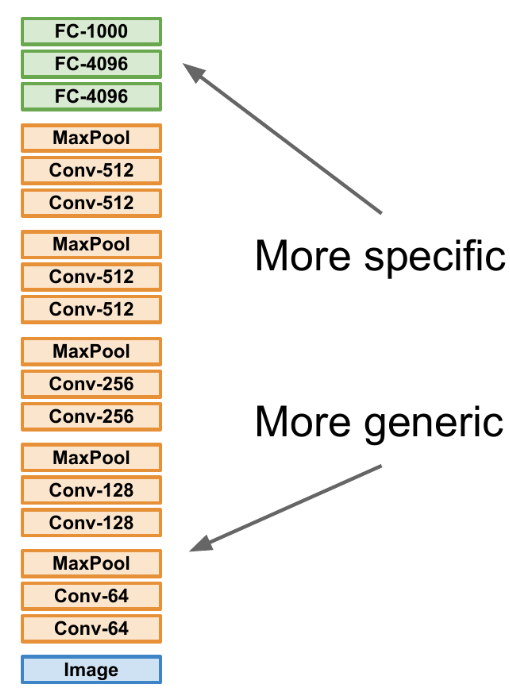 FC-1000
FC-4096
FC-4096
MaxPool
Conv-512
Conv-512
More specific
MaxPool
Conv-512
Conv-512
MaxPool
Conv-256
Conv-256
More generic
MaxPool
Conv-128
Conv-128
MaxPool
Conv-64
Conv-64
Image